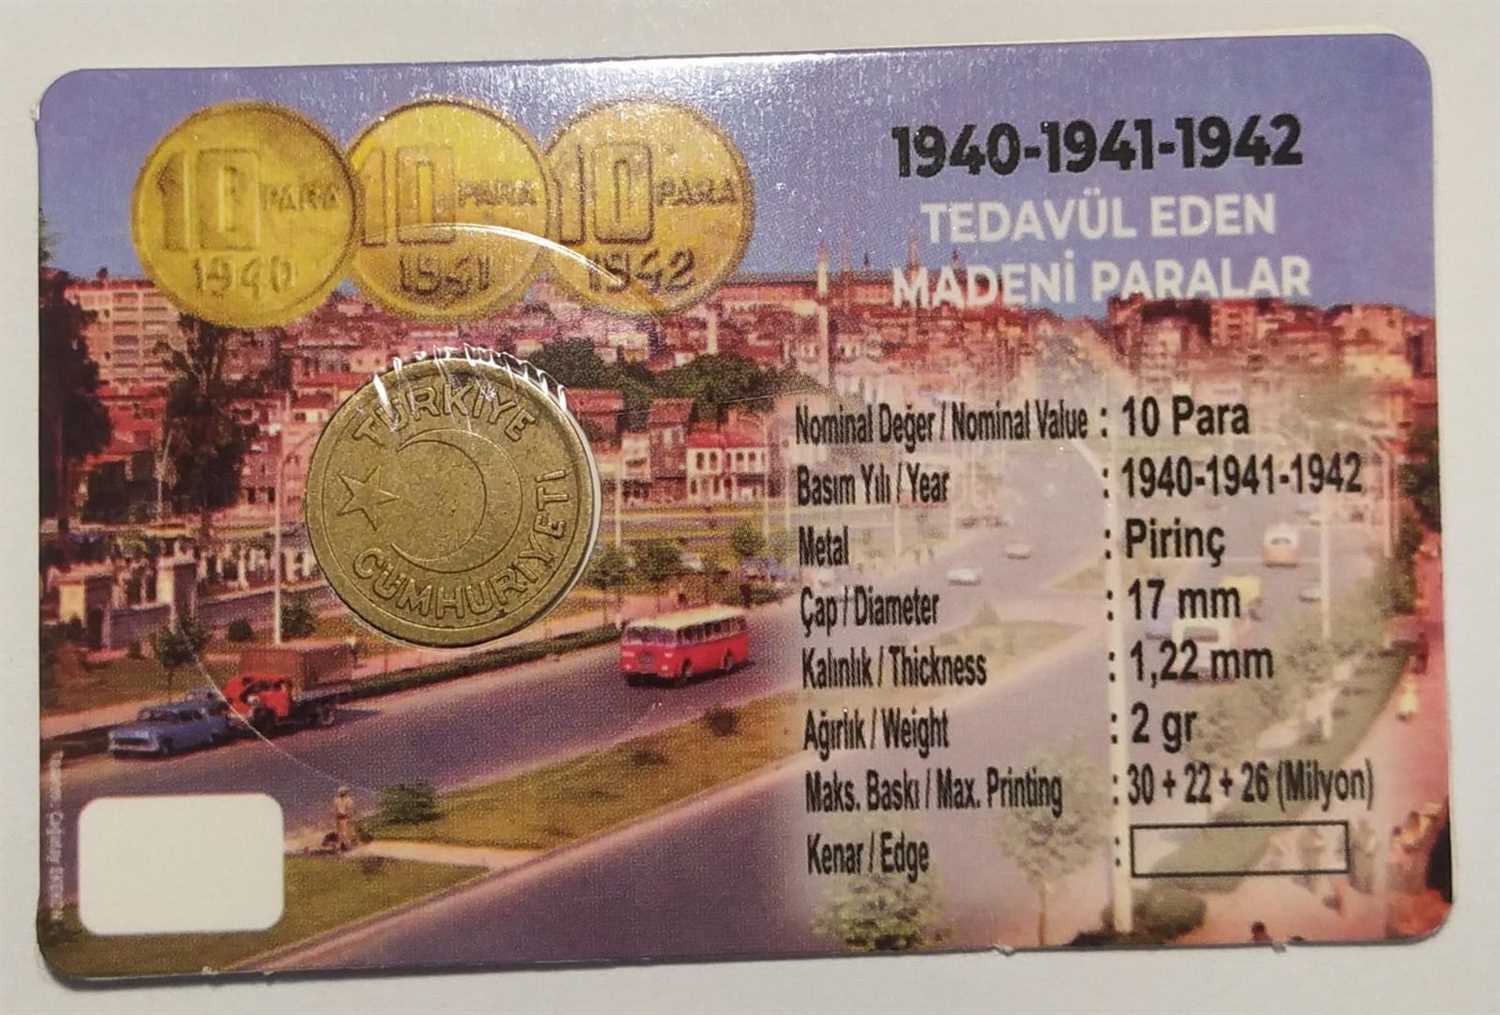 1940-1941-1942
TEDAVÜL EDEN
MADENİ PARALAR
10 PARA
1940
10 PARA
1941
10 PARA
1942
TÜRKİYE
CUMHURİYETİ
Nominal Değer / Nominal Value : 10 Para
Basım Yılı / Year : 1940-1941-1942
Metal : Pirinç
Çap / Diameter : 17 mm
Kalınlık / Thickness : 1,22 mm
Ağırlık / Weight : 2 gr
Maks. Baskı / Max. Printing : 30 + 22 + 26 (Milyon)
Kenar / Edge :